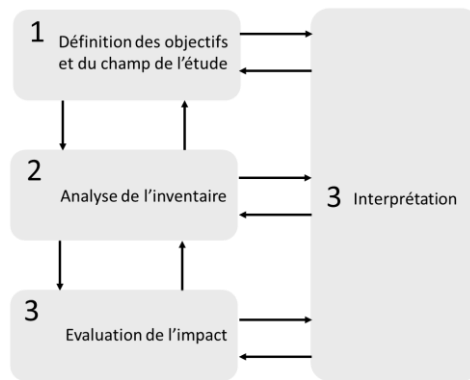 1 Définition des objectifs
et du champ de l'étude
2
Analyse de l'inventaire
3 Interprétation
3
Evaluation de l'impact